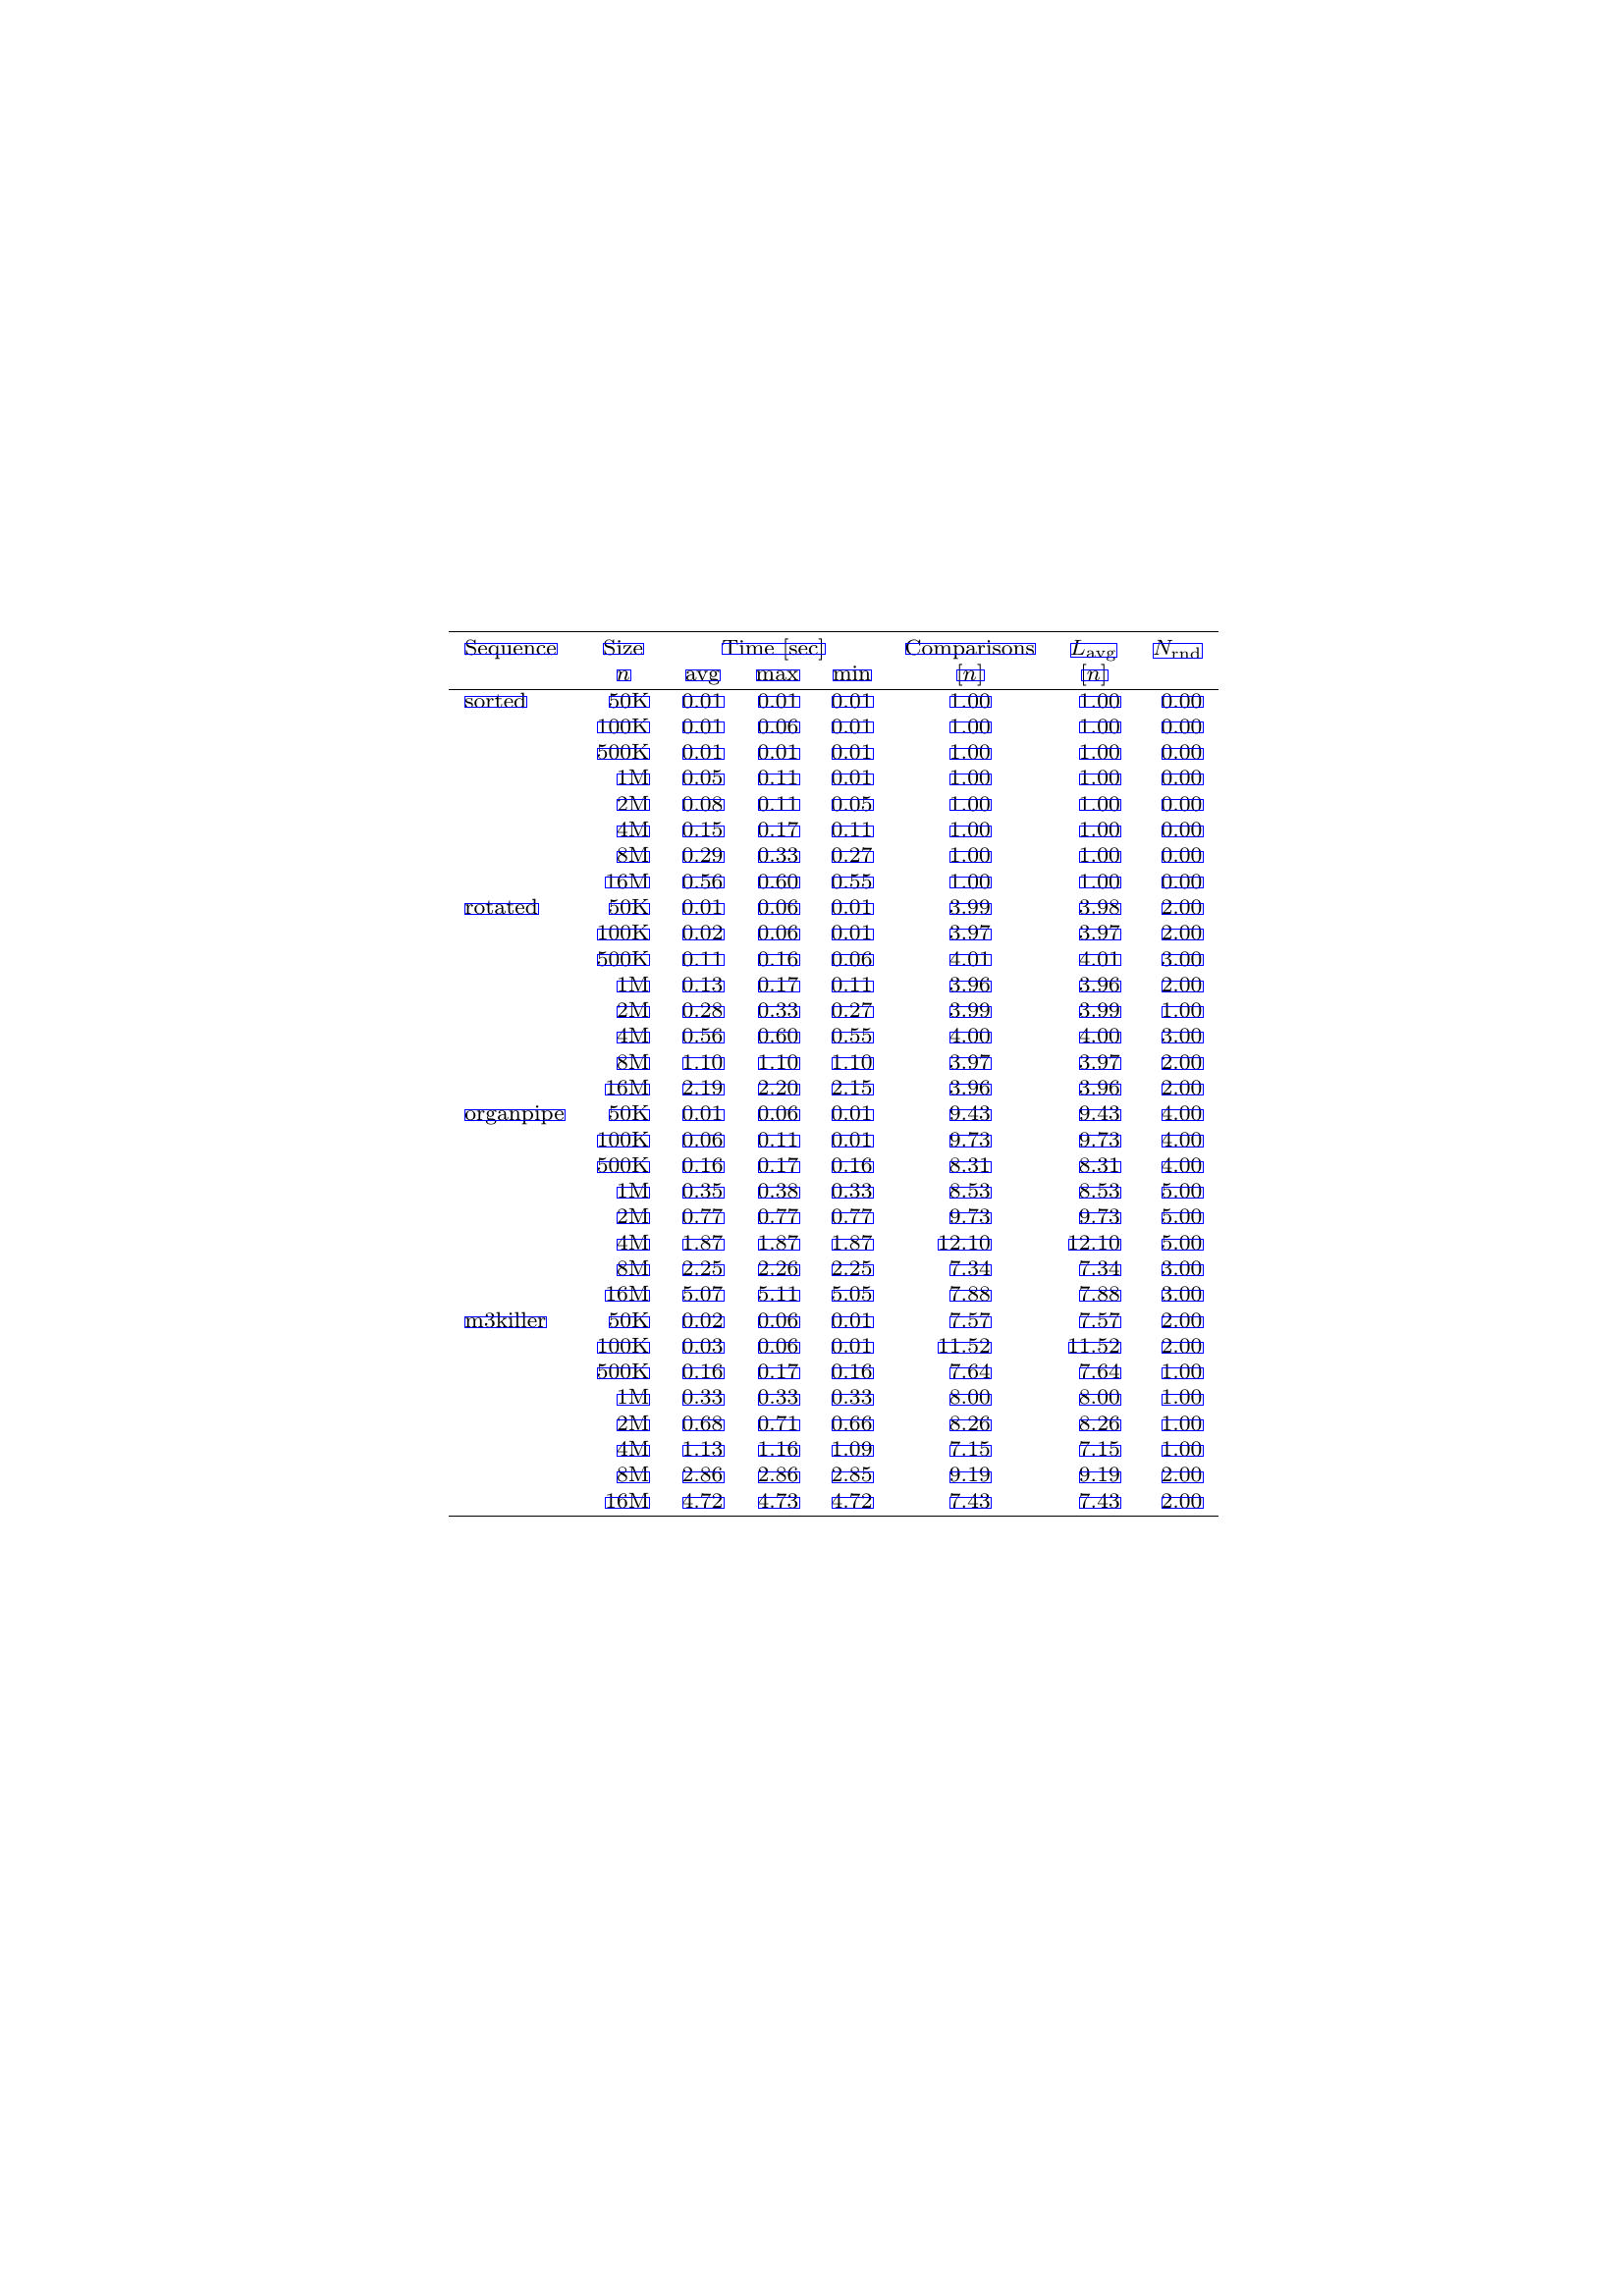 Sequence Size Time [sec] Comparisons L_avg N_rnd
n avg max min [n] [n]
sorted 50K 0.01 0.01 0.01 1.00 1.00 0.00
100K 0.01 0.06 0.01 1.00 1.00 0.00
500K 0.01 0.01 0.01 1.00 1.00 0.00
1M 0.05 0.11 0.01 1.00 1.00 0.00
2M 0.08 0.11 0.05 1.00 1.00 0.00
4M 0.15 0.17 0.11 1.00 1.00 0.00
8M 0.29 0.33 0.27 1.00 1.00 0.00
16M 0.56 0.60 0.55 1.00 1.00 0.00
rotated 50K 0.01 0.06 0.01 3.99 3.98 2.00
100K 0.02 0.06 0.01 3.97 3.97 2.00
500K 0.11 0.16 0.06 4.01 4.01 3.00
1M 0.13 0.17 0.11 3.96 3.96 2.00
2M 0.28 0.33 0.27 3.99 3.99 1.00
4M 0.56 0.60 0.55 4.00 4.00 3.00
8M 1.10 1.10 1.10 3.97 3.97 2.00
16M 2.19 2.20 2.15 3.96 3.96 2.00
organpipe 50K 0.01 0.06 0.01 9.43 9.43 4.00
100K 0.06 0.11 0.01 9.73 9.73 4.00
500K 0.16 0.17 0.16 8.31 8.31 4.00
1M 0.35 0.38 0.33 8.53 8.53 5.00
2M 0.77 0.77 0.77 9.73 9.73 5.00
4M 1.87 1.87 1.87 12.10 12.10 5.00
8M 2.25 2.26 2.25 7.34 7.34 3.00
16M 5.07 5.11 5.05 7.88 7.88 3.00
m3killer 50K 0.02 0.06 0.01 7.57 7.57 2.00
100K 0.03 0.06 0.01 11.52 11.52 2.00
500K 0.16 0.17 0.16 7.64 7.64 1.00
1M 0.33 0.33 0.33 8.00 8.00 1.00
2M 0.68 0.71 0.66 8.26 8.26 1.00
4M 1.13 1.16 1.09 7.15 7.15 1.00
8M 2.86 2.86 2.85 9.19 9.19 2.00
16M 4.72 4.73 4.72 7.43 7.43 2.00